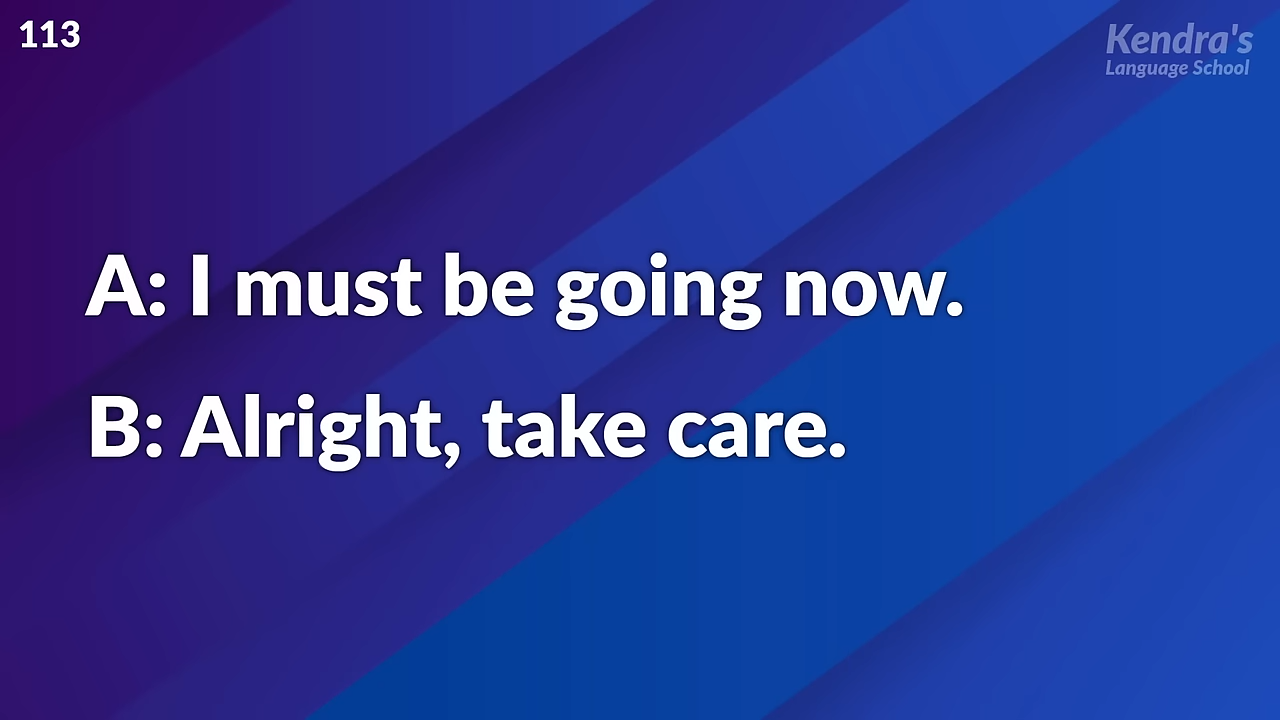 113
Kendra's
Language School
A: I must be going now.
B: Alright, take care.